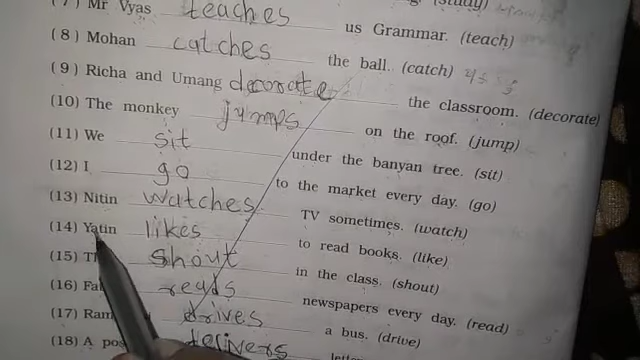 (7) Mr Vyas teaches us Grammar. (teach)
(8) Mohan catches the ball. (catch)
(9) Richa and Umang decorate the classroom. (decorate)
(10) The monkey jumps on the roof. (jump)
(11) We sit under the banyan tree. (sit)
(12) I go to the market every day. (go)
(13) Nitin watches TV sometimes. (watch)
(14) Yatin likes to read books. (like)
(15) shout in the class. (shout)
(16) reads newspapers every day. (read)
(17) drives a bus. (drive)
(18) A delivers